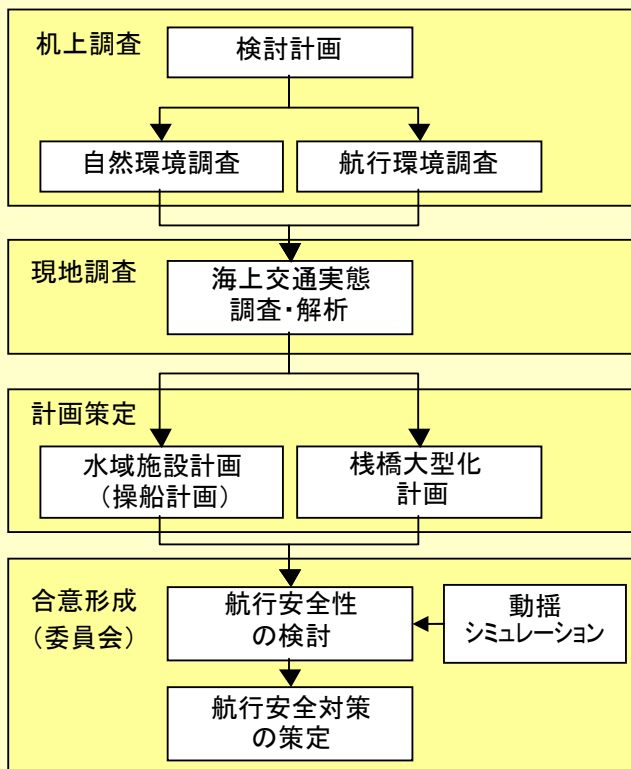 机上調査
検討計画
自然環境調査
航行環境調査
現地調査
海上交通実態
調査・解析
計画策定
水域施設計画
（操船計画）
桟橋大型化
計画
合意形成
（委員会）
航行安全性
の検討
動揺
シミュレーション
航行安全対策
の策定